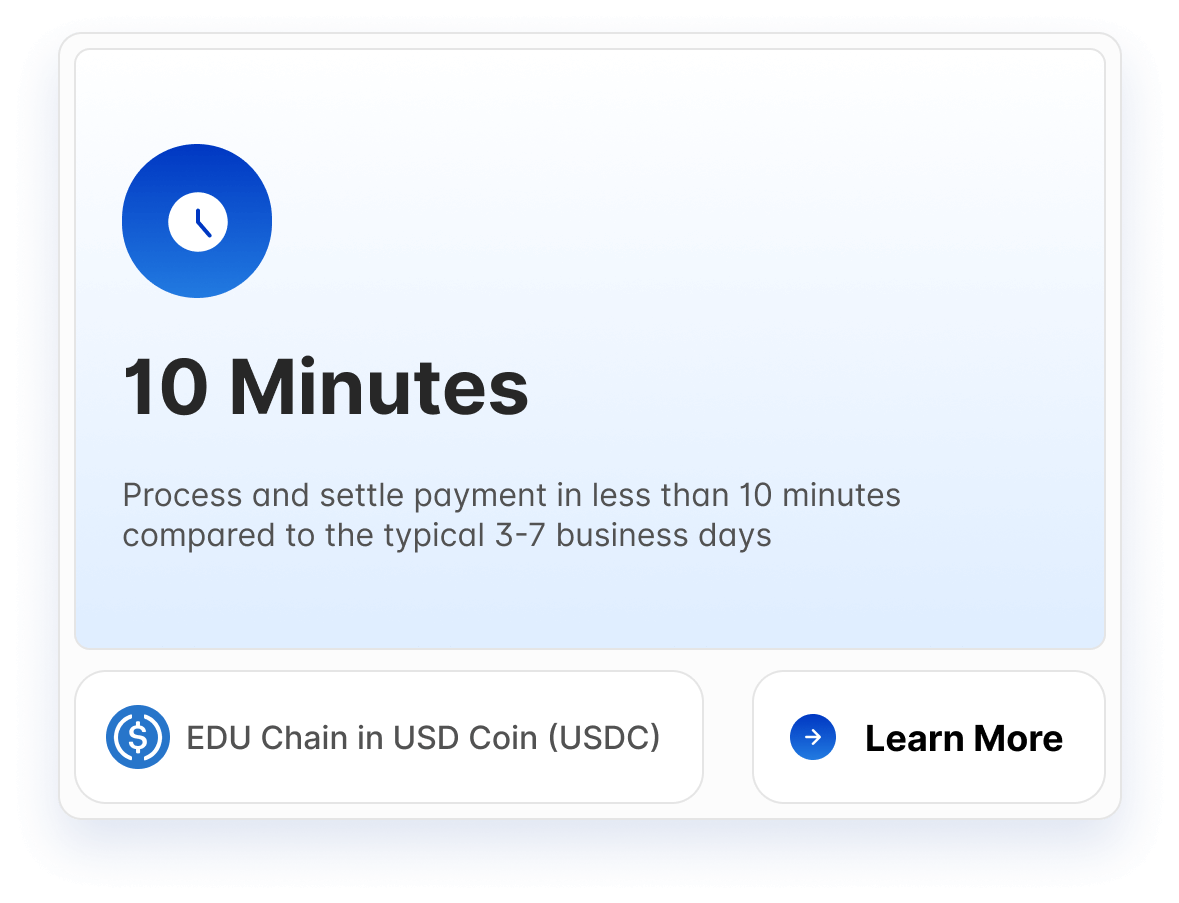 10 Minutes
Process and settle payment in less than 10 minutes
compared to the typical 3-7 business days
$ EDU Chain in USD Coin (USDC)
Learn More